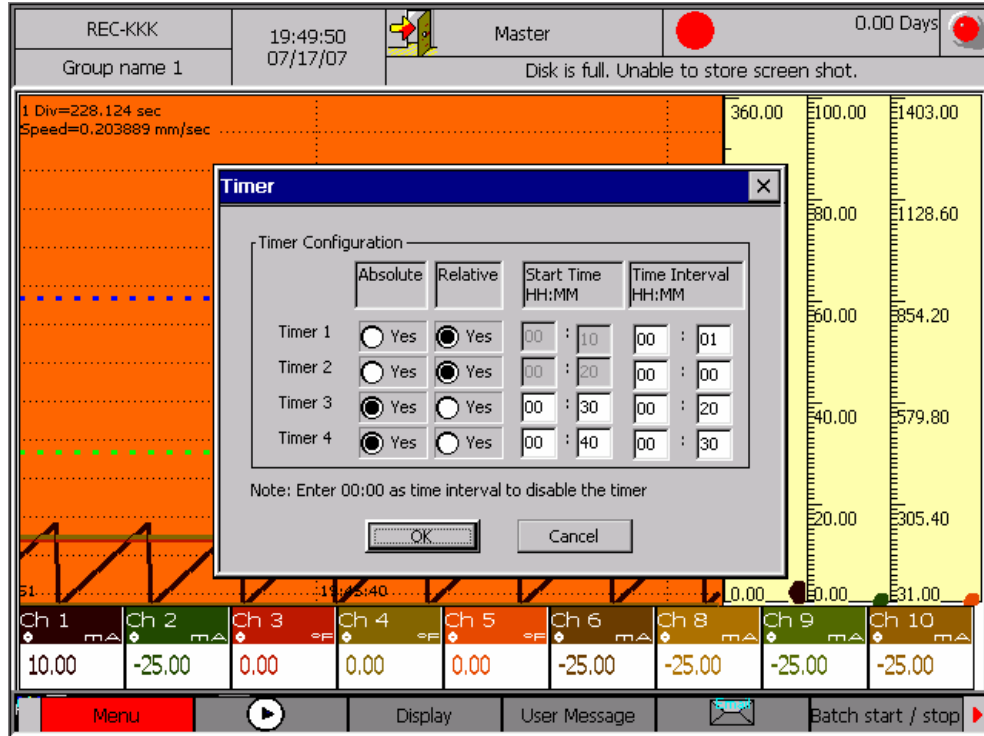 REC-KKK
Group name 1
19:49:50
07/17/07
Master
0.00 Days
Disk is full. Unable to store screen shot.
1 Div=228.124 sec
Speed=0.203889 mm/sec
360.00 100.00 1403.00
80.00 1128.60
60.00 854.20
40.00 579.80
20.00 305.40
0.00 0.00 31.00
Timer
Timer Configuration
Absolute Relative Start Time Time Interval
HH:MM HH:MM
Timer 1 Yes Yes 00 : 10 00 : 01
Timer 2 Yes Yes 00 : 20 00 : 00
Timer 3 Yes Yes 00 : 30 00 : 20
Timer 4 Yes Yes 00 : 40 00 : 30
Note: Enter 00:00 as time interval to disable the timer
OK Cancel
51 19:45:40
Ch 1 Ch 2 Ch 3 Ch 4 Ch 5 Ch 6 Ch 8 Ch 9 Ch 10
mA mA °F °F °F mA mA mA mA
10.00 -25.00 0.00 0.00 0.00 -25.00 -25.00 -25.00 -25.00
Menu Display User Message Batch start / stop